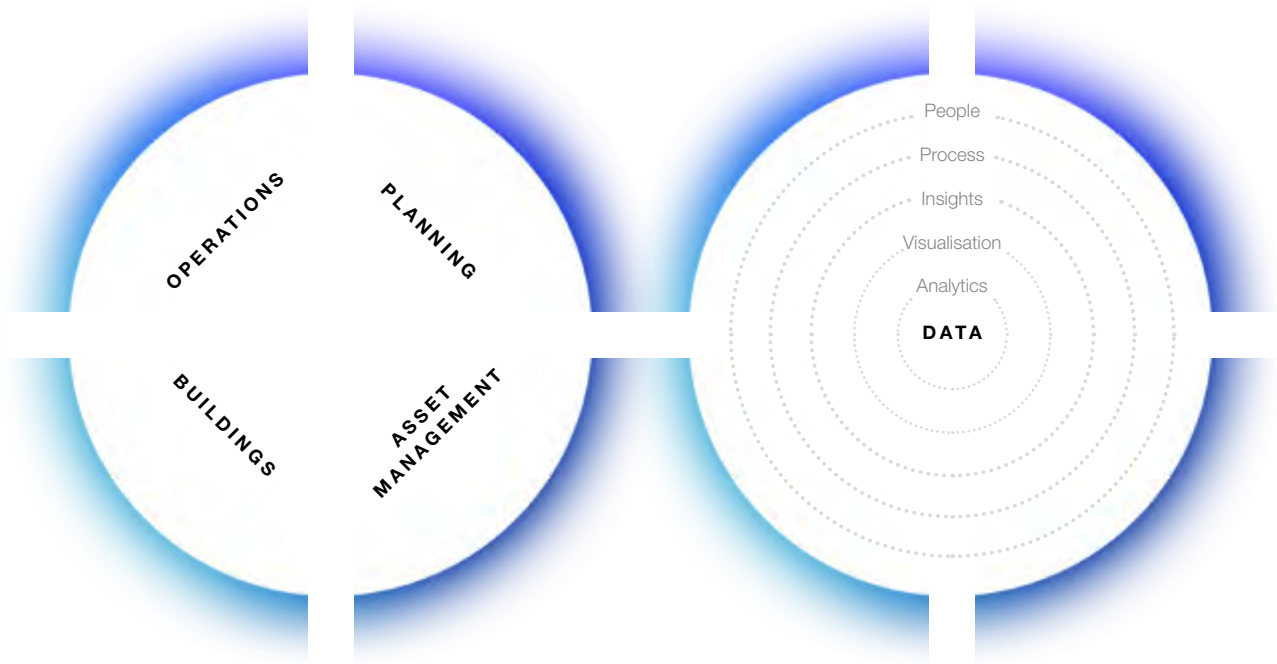 OPERATIONS
PLANNING
BUILDINGS
ASSET
MANAGEMENT
People
Process
Insights
Visualisation
Analytics
DATA